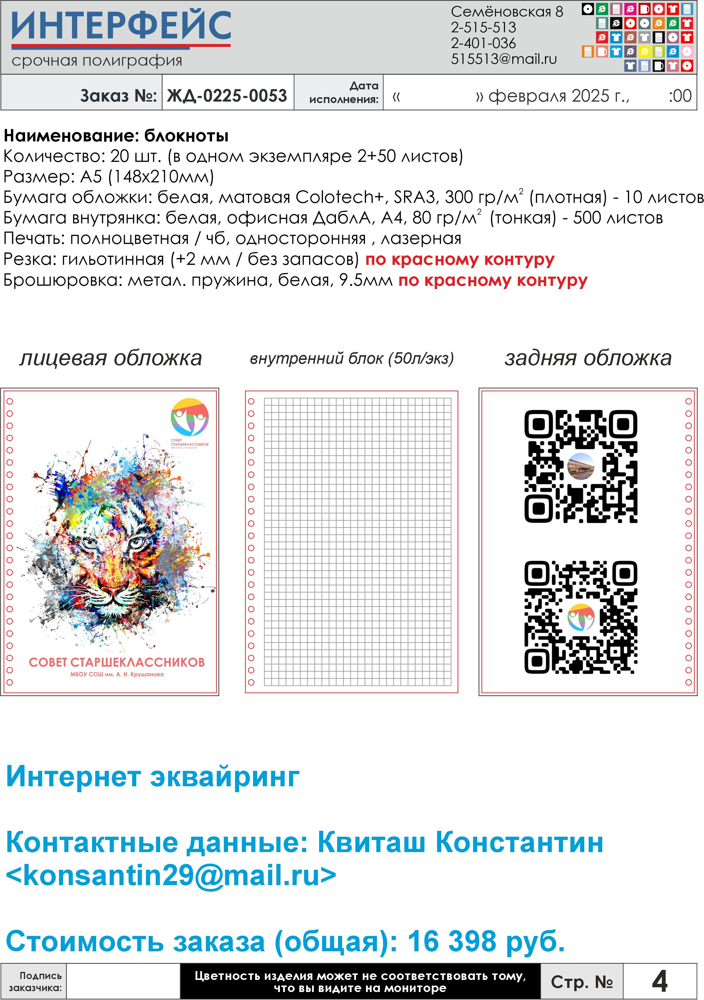 ИНТЕРФЕЙС
срочная полиграфия
Семёновская 8
2-515-513
2-401-036
515513@mail.ru
Заказ №: ЖД-0225-0053
Дата
исполнения:
« » февраля 2025 г., :00
Наименование: блокноты
Количество: 20 шт. (в одном экземпляре 2+50 листов)
Размер: А5 (148х210мм)
Бумага обложки: белая, матовая Colotech+, SRA3, 300 гр/м² (плотная) - 10 листов
Бумага внутрянка: белая, офисная ДаблА, А4, 80 гр/м² (тонкая) - 500 листов
Печать: полноцветная / чб, односторонняя , лазерная
Резка: гильотинная (+2 мм / без запасов) по красному контуру
Брошюровка: метал. пружина, белая, 9.5мм по красному контуру
лицевая обложка
внутренний блок (50л/экз)
задняя обложка
СОВЕТ
СТАРШЕКЛАССНИКОВ
МБОУ СОШ им. А. И. Крушанова
СОВЕТ СТАРШЕКЛАССНИКОВ
МБОУ СОШ им. А. И. Крушанова
Интернет эквайринг
Контактные данные: Квиташ Константин
<konsantin29@mail.ru>
Стоимость заказа (общая): 16 398 руб.
Подпись
заказчика:
Цветность изделия может не соответствовать тому,
что вы видите на мониторе
Стр. № 4